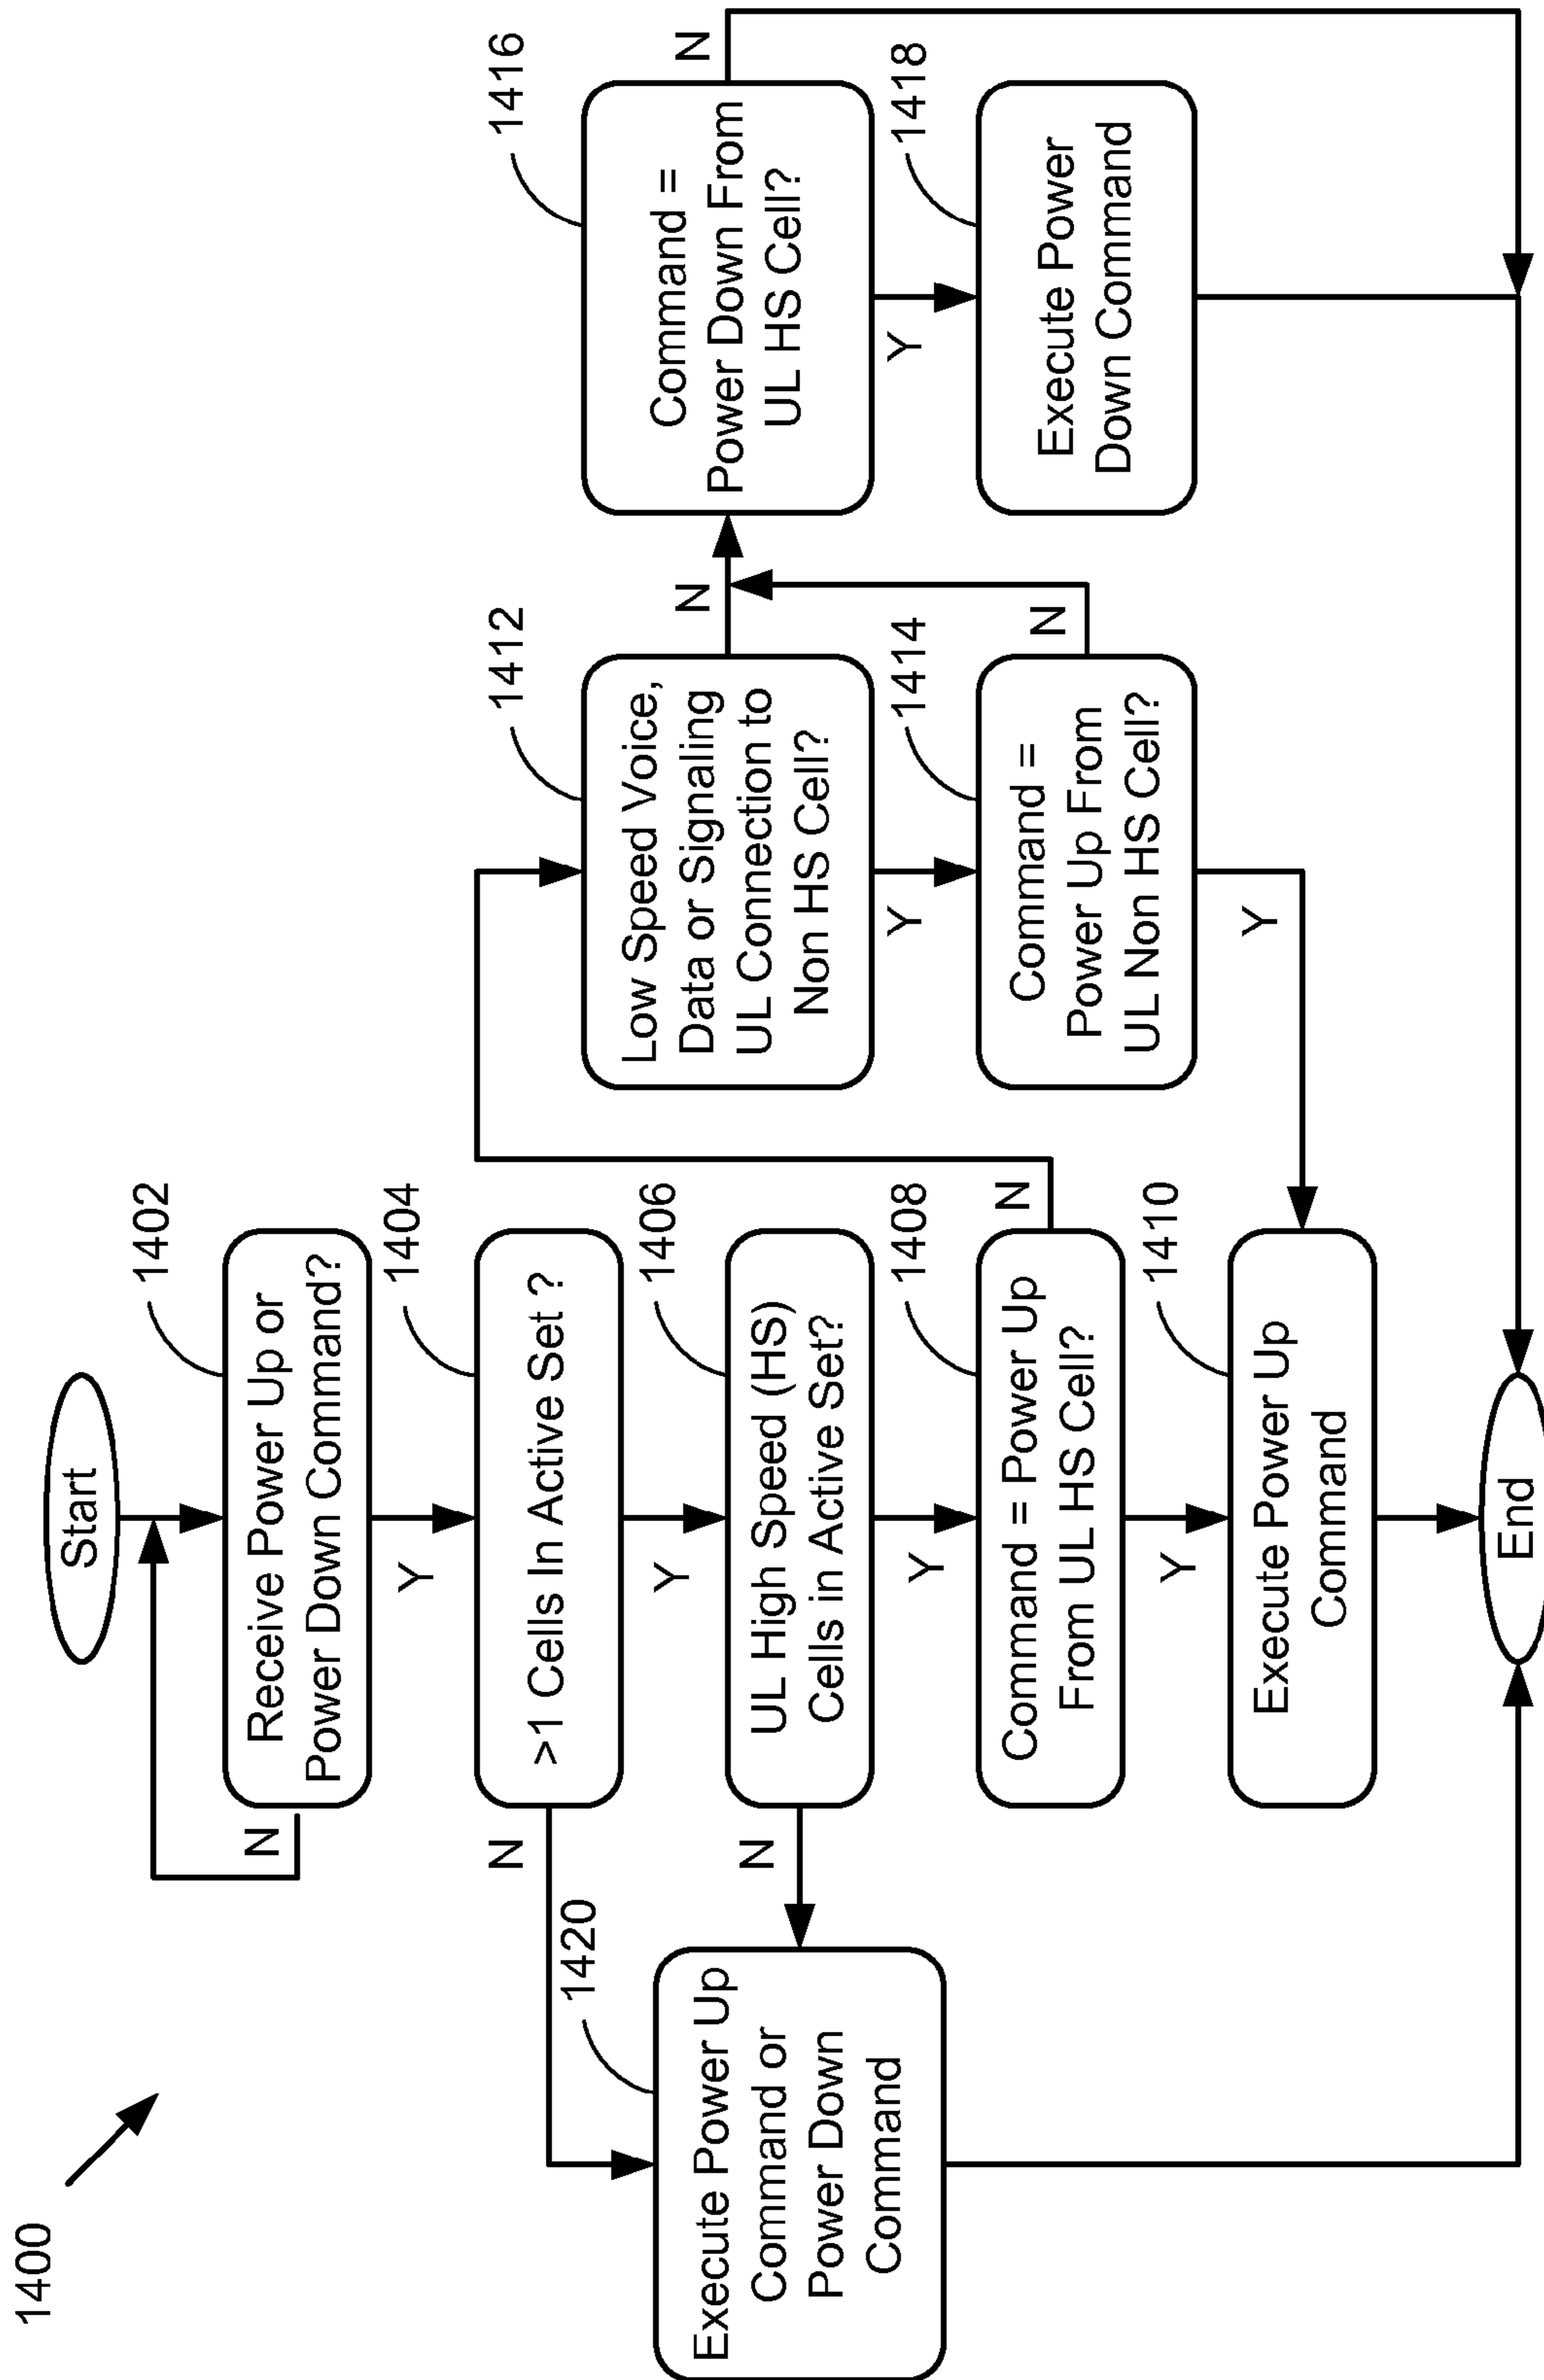 1400
Start
1402
Receive Power Up or
Power Down Command?
N
Y
1404
>1 Cells In Active Set ?
N
Y
1406
UL High Speed (HS)
Cells in Active Set?
N
Y
1408
Command = Power Up
From UL HS Cell?
N
Y
1410
Execute Power Up
Command
1420
Execute Power Up
Command or
Power Down
Command
1412
Low Speed Voice,
Data or Signaling
UL Connection to
Non HS Cell?
N
Y
1414
Command =
Power Up From
UL Non HS Cell?
N
Y
1416
Command =
Power Down From
UL HS Cell?
N
Y
1418
Execute Power
Down Command
End